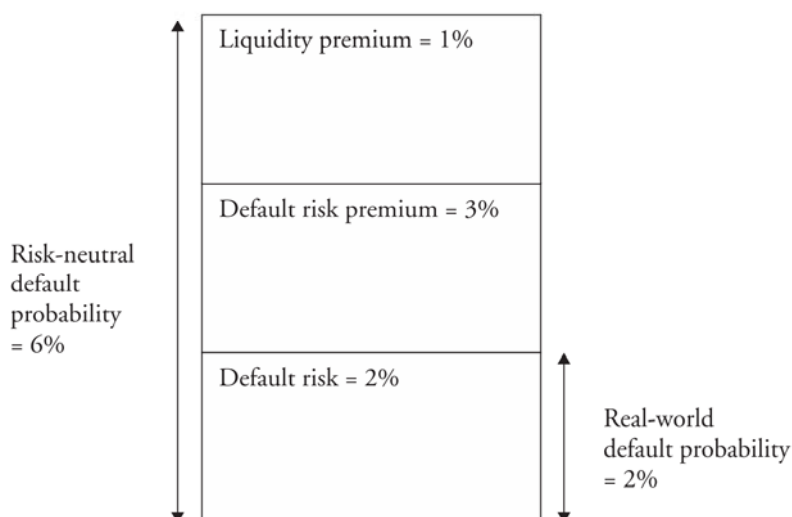 Liquidity premium = 1%
Default risk premium = 3%
Risk-neutral
default
probability
= 6%
Default risk = 2%
Real-world
default probability
= 2%